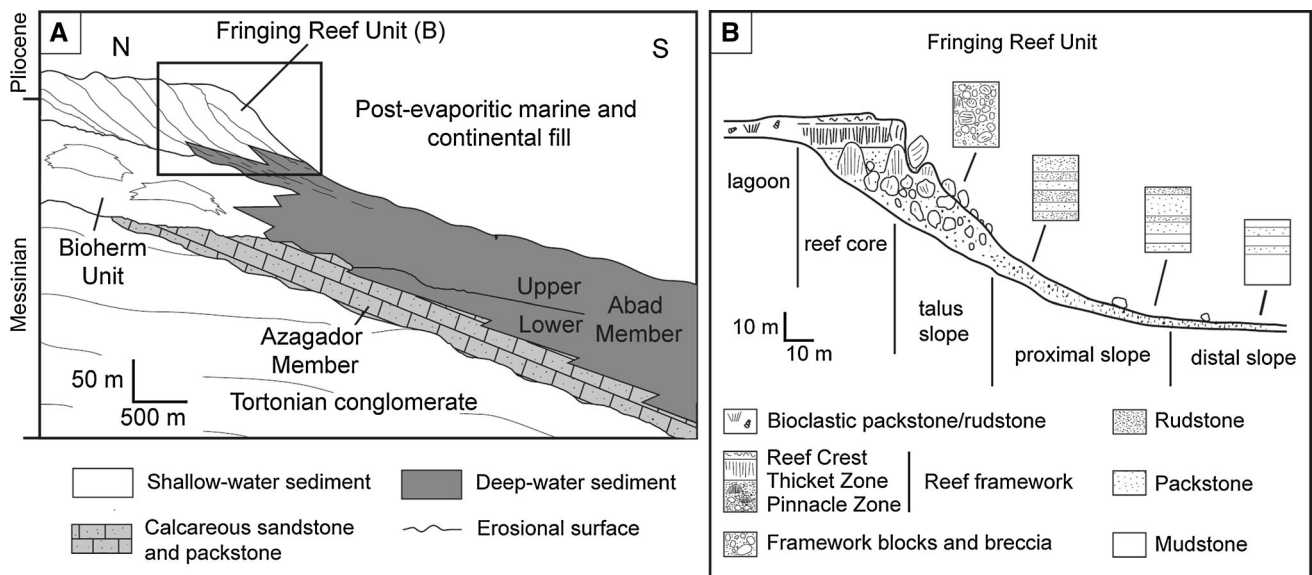 A
N
Fringing Reef Unit (B)
S
Pliocene
Messinian
Post-evaporitic marine and
continental fill
Bioherm
Unit
Upper
Lower
Abad
Member
Azagador
Member
50 m
500 m
Tortonian conglomerate
Shallow-water sediment
Deep-water sediment
Calcareous sandstone
and packstone
Erosional surface
B
Fringing Reef Unit
lagoon
reef core
talus
slope
proximal slope
distal slope
10 m
10 m
Bioclastic packstone/rudstone
Reef Crest
Thicket Zone
Pinnacle Zone
Reef framework
Framework blocks and breccia
Rudstone
Packstone
Mudstone